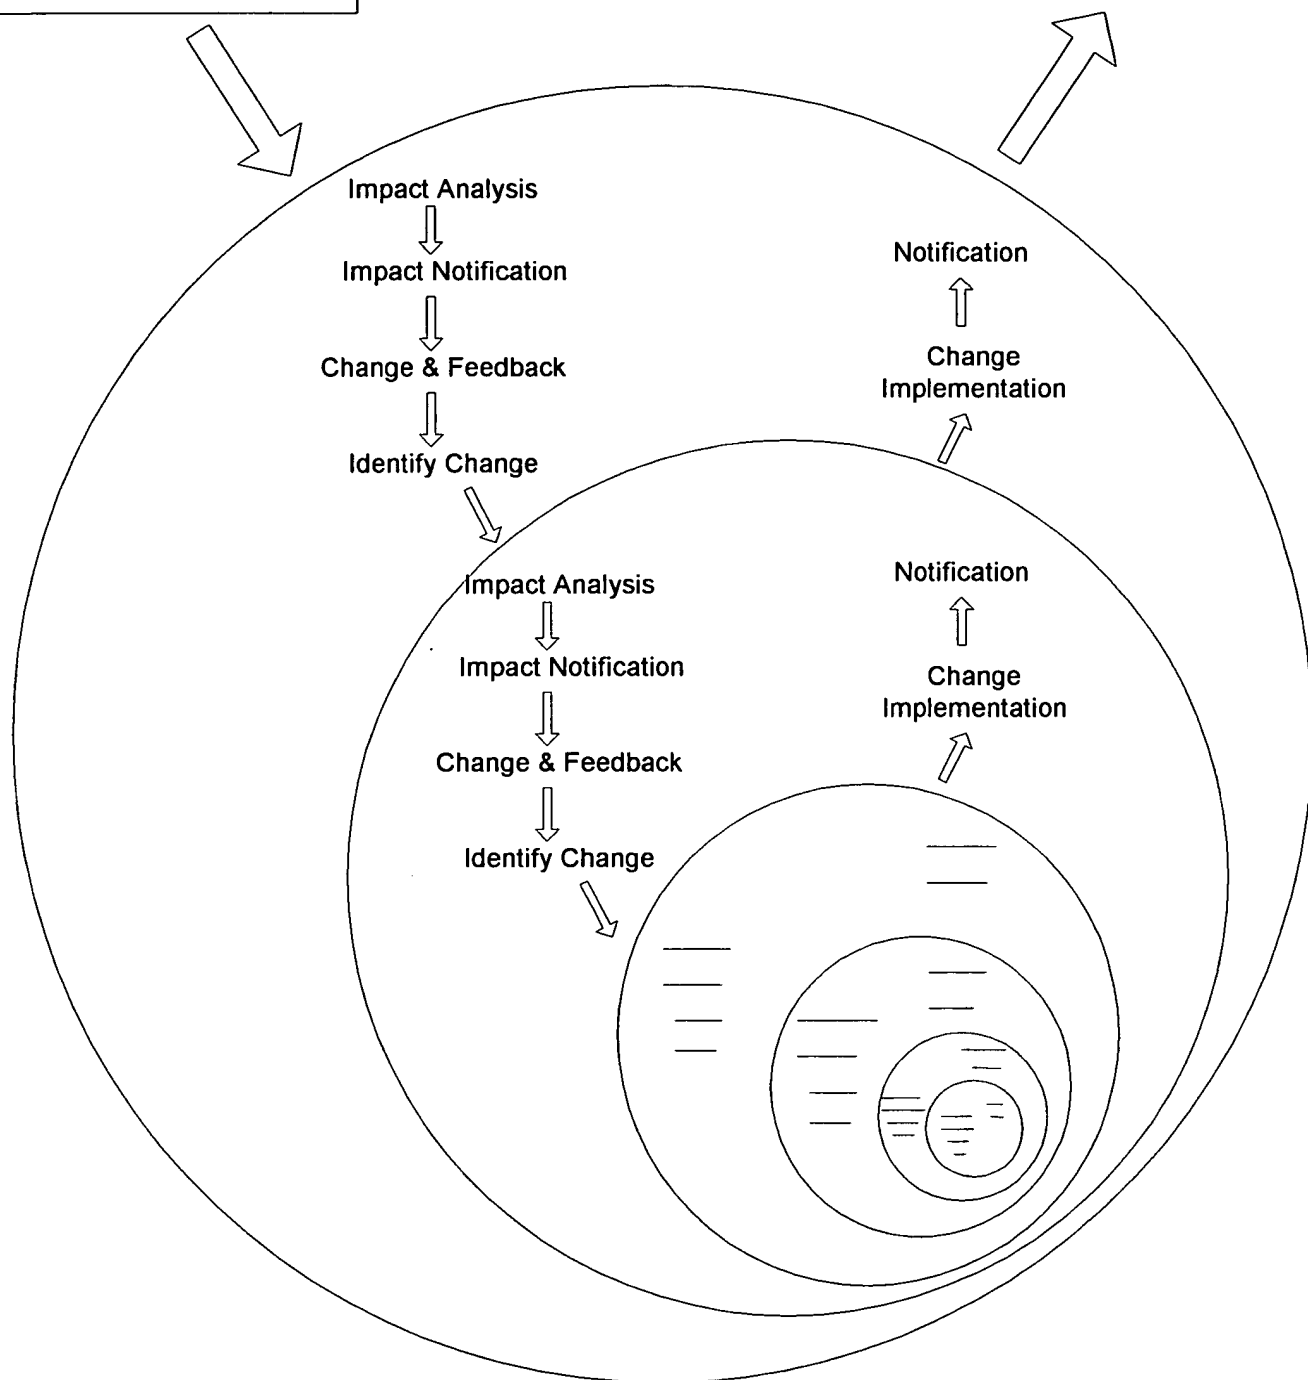 Impact Analysis
Impact Notification
Change & Feedback
Identify Change
Notification
Change
Implementation
Impact Analysis
Impact Notification
Change & Feedback
Identify Change
Notification
Change
Implementation